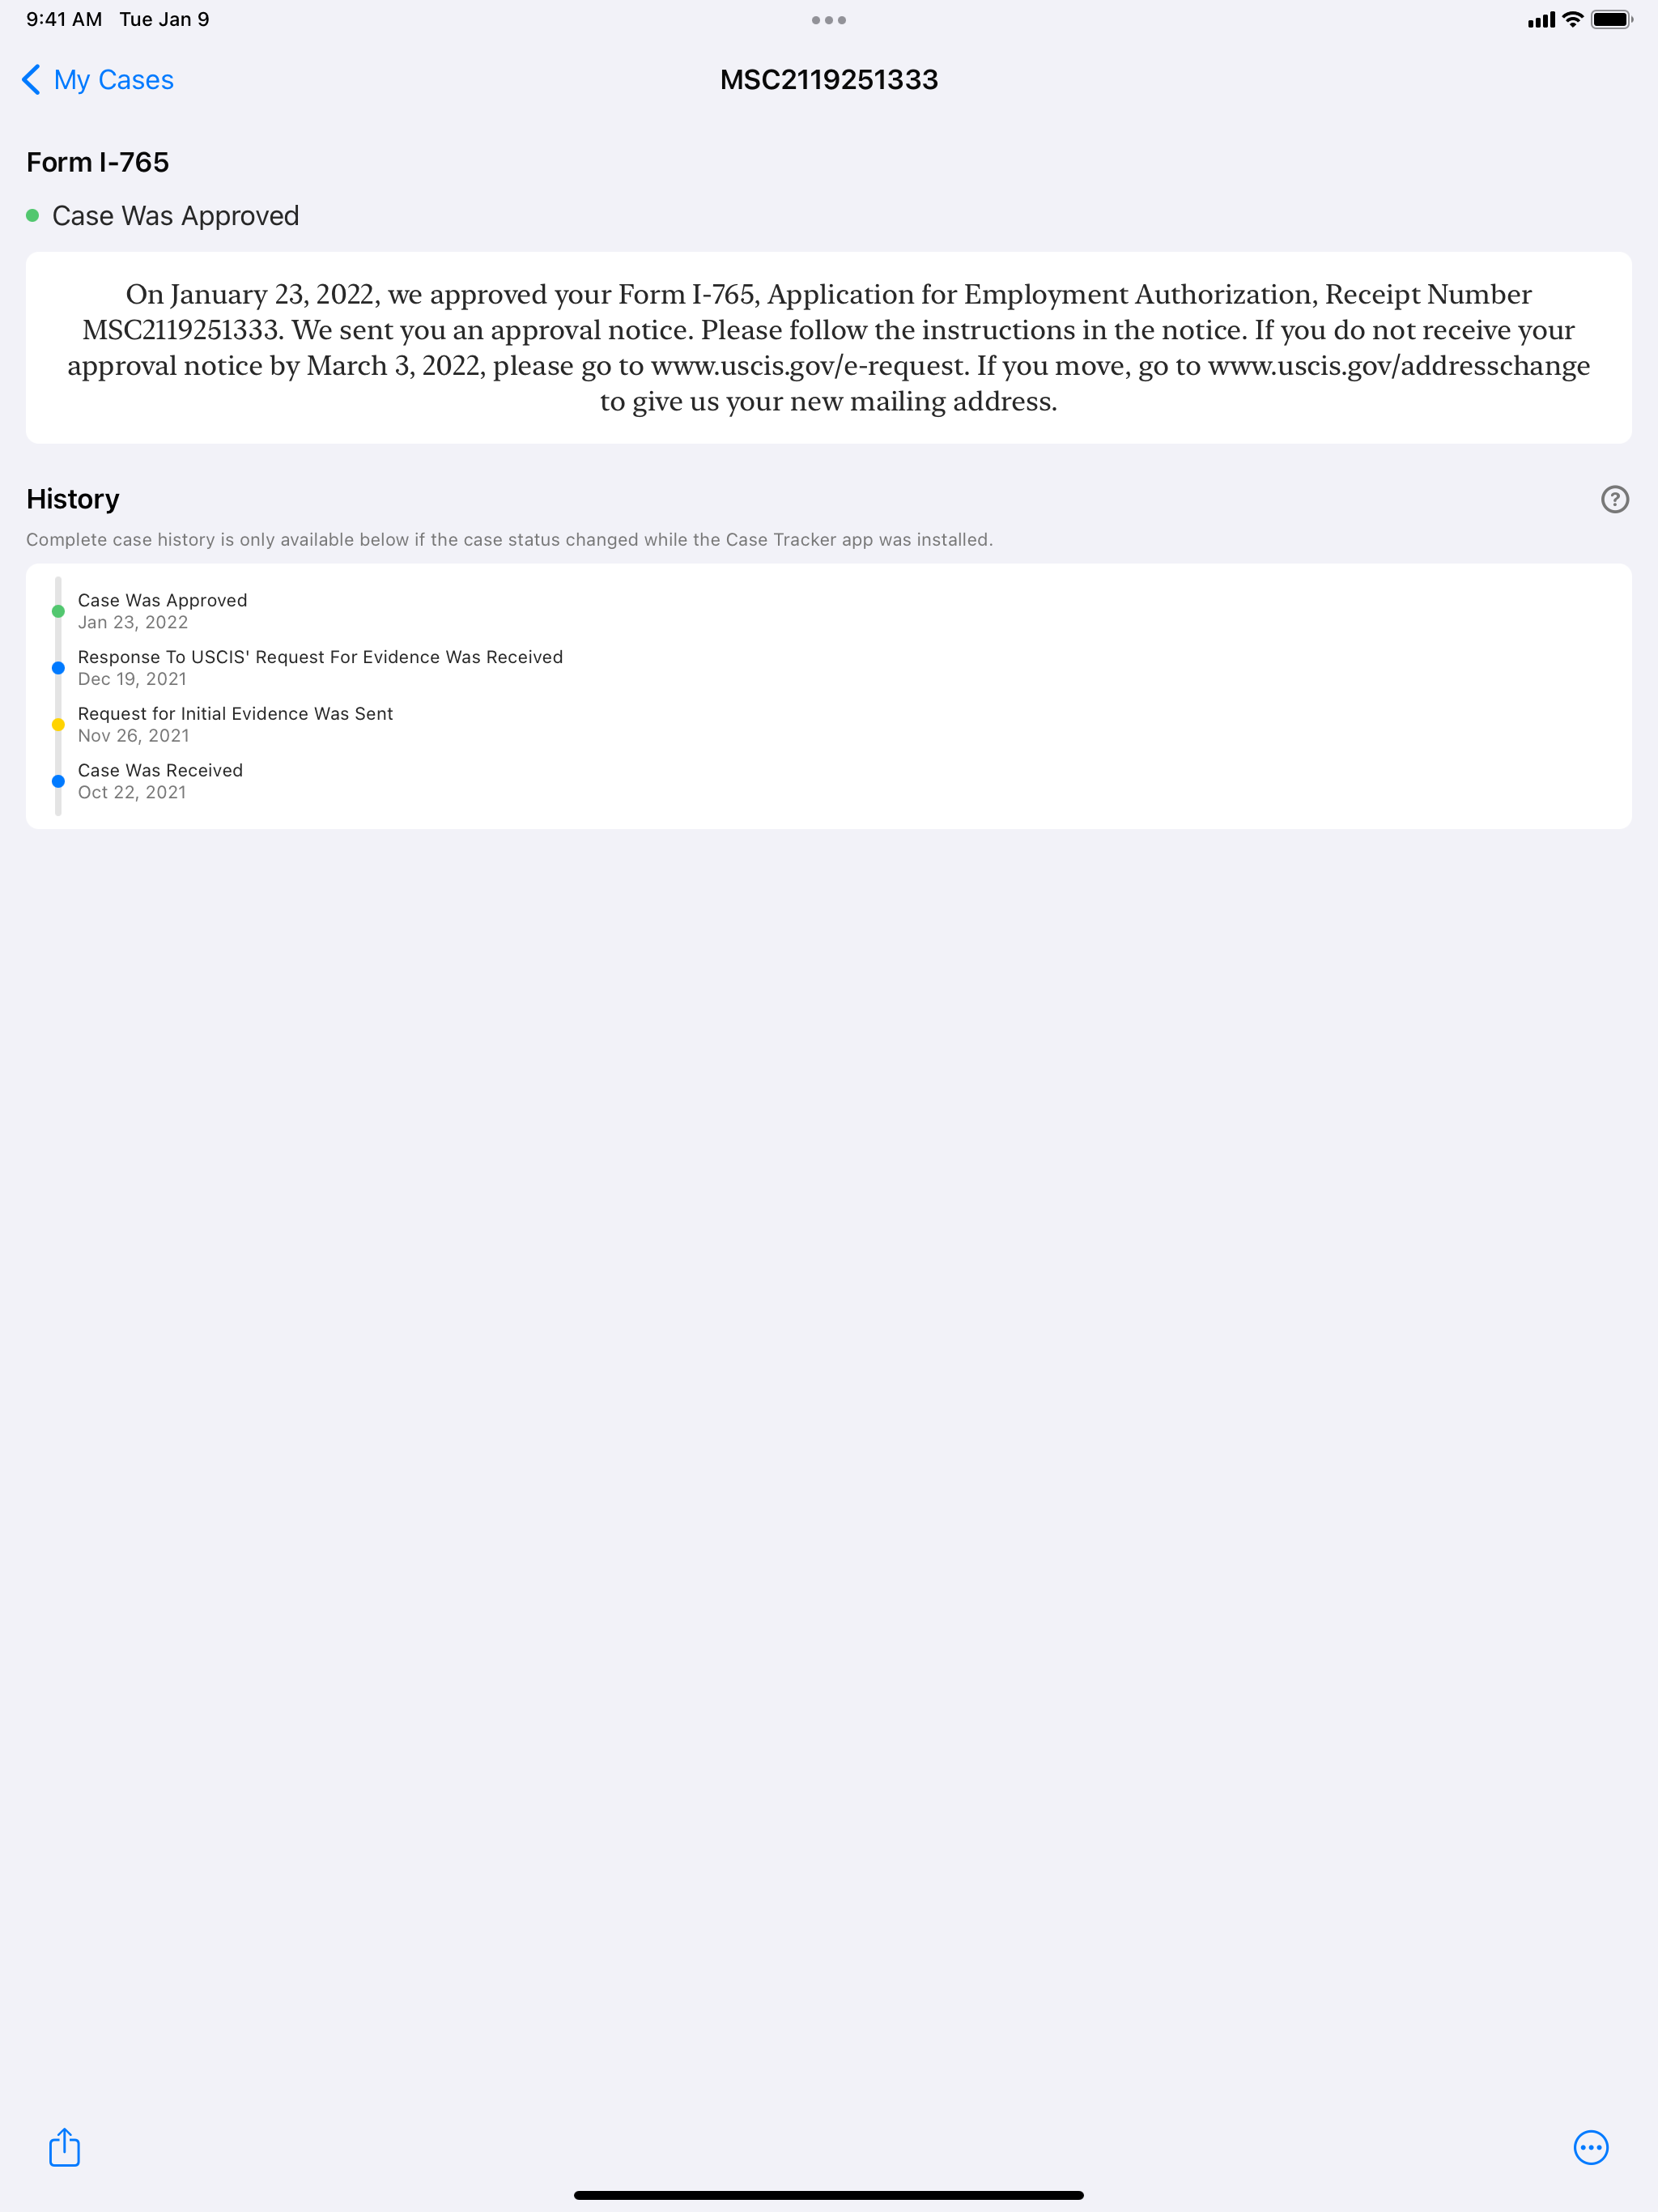 9:41 AM Tue Jan 9
My Cases
MSC2119251333
Form I-765
Case Was Approved
On January 23, 2022, we approved your Form I-765, Application for Employment Authorization, Receipt Number
MSC2119251333. We sent you an approval notice. Please follow the instructions in the notice. If you do not receive your
approval notice by March 3, 2022, please go to www.uscis.gov/e-request. If you move, go to www.uscis.gov/addresschange
to give us your new mailing address.
History
?
Complete case history is only available below if the case status changed while the Case Tracker app was installed.
Case Was Approved
Jan 23, 2022
Response To USCIS' Request For Evidence Was Received
Dec 19, 2021
Request for Initial Evidence Was Sent
Nov 26, 2021
Case Was Received
Oct 22, 2021